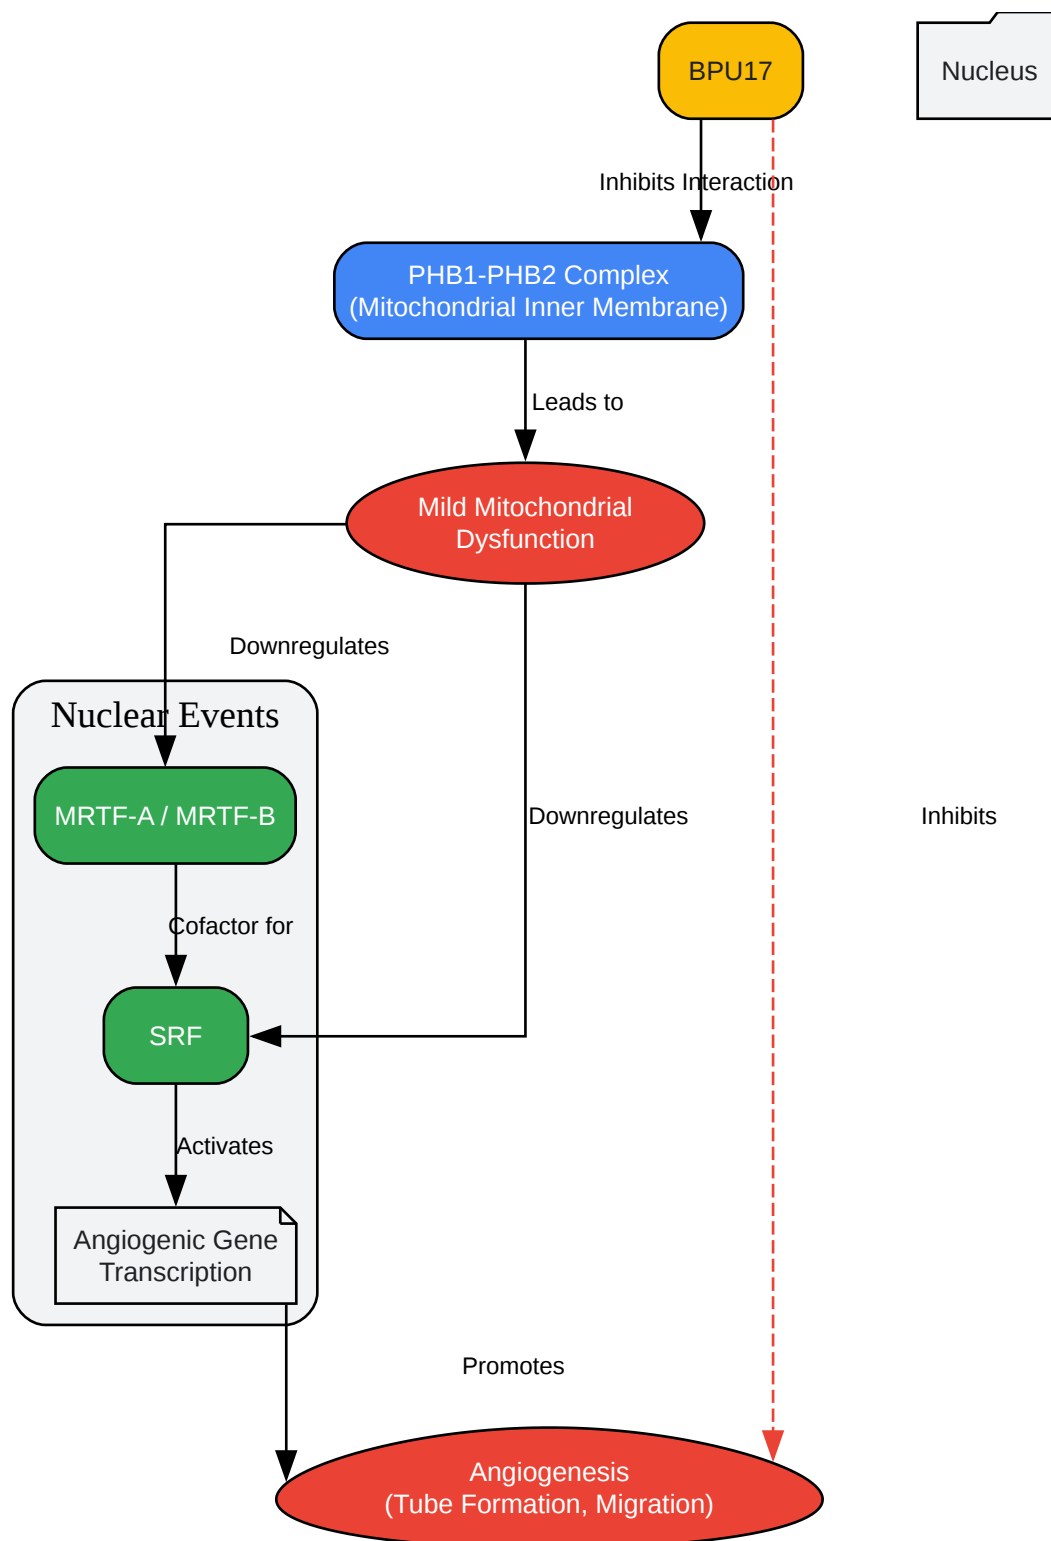 BPU17
Nucleus
Inhibits Interaction
PHB1-PHB2 Complex
(Mitochondrial Inner Membrane)
Leads to
Mild Mitochondrial
Dysfunction
Downregulates
Nuclear Events
MRTF-A / MRTF-B
Downregulates
Inhibits
Cofactor for
SRF
Activates
Angiogenic Gene
Transcription
Promotes
Angiogenesis
(Tube Formation, Migration)